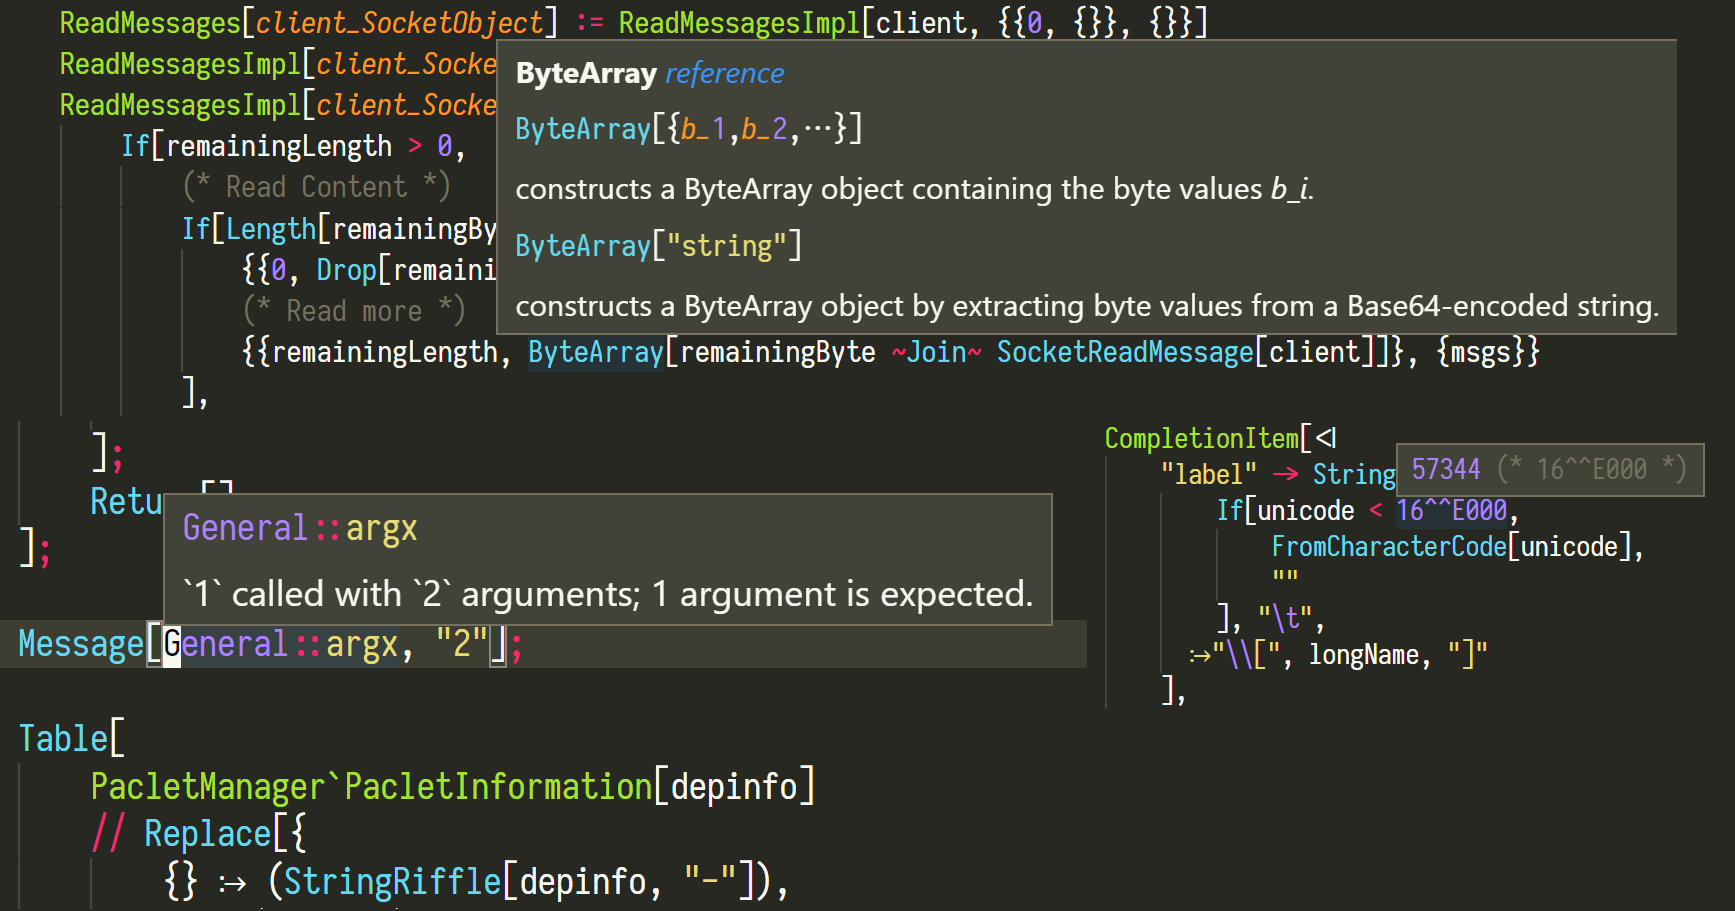 ReadMessages[client_SocketObject] := ReadMessagesImpl[client, {{0, {}}, {}}]
ReadMessagesImpl[client_Socke
ReadMessagesImpl[client_Socke
If[remainingLength > 0,
(* Read Content *)
If[Length[remainingBy
{{0, Drop[remaini
(* Read more *)
{{remainingLength, ByteArray[remainingByte ~Join~ SocketReadMessage[client]]}, {msgs}}
],
ByteArray reference
ByteArray[{b_1,b_2,⋯}]
constructs a ByteArray object containing the byte values b_i.
ByteArray["string"]
constructs a ByteArray object by extracting byte values from a Base64-encoded string.
];
Retu
];
General::argx
`1` called with `2` arguments; 1 argument is expected.
Message[General::argx, "2"];
Table[
PacletManager`PacletInformation[depinfo]
// Replace[{
{} :→ (StringRiffle[depinfo, "-"]),
CompletionItem[<|
"label" → String
57344 (* 16^^E000 *)
If[unicode < 16^^E000,
FromCharacterCode[unicode],
""
], "\t",
:→"\\[", longName, "]"
],